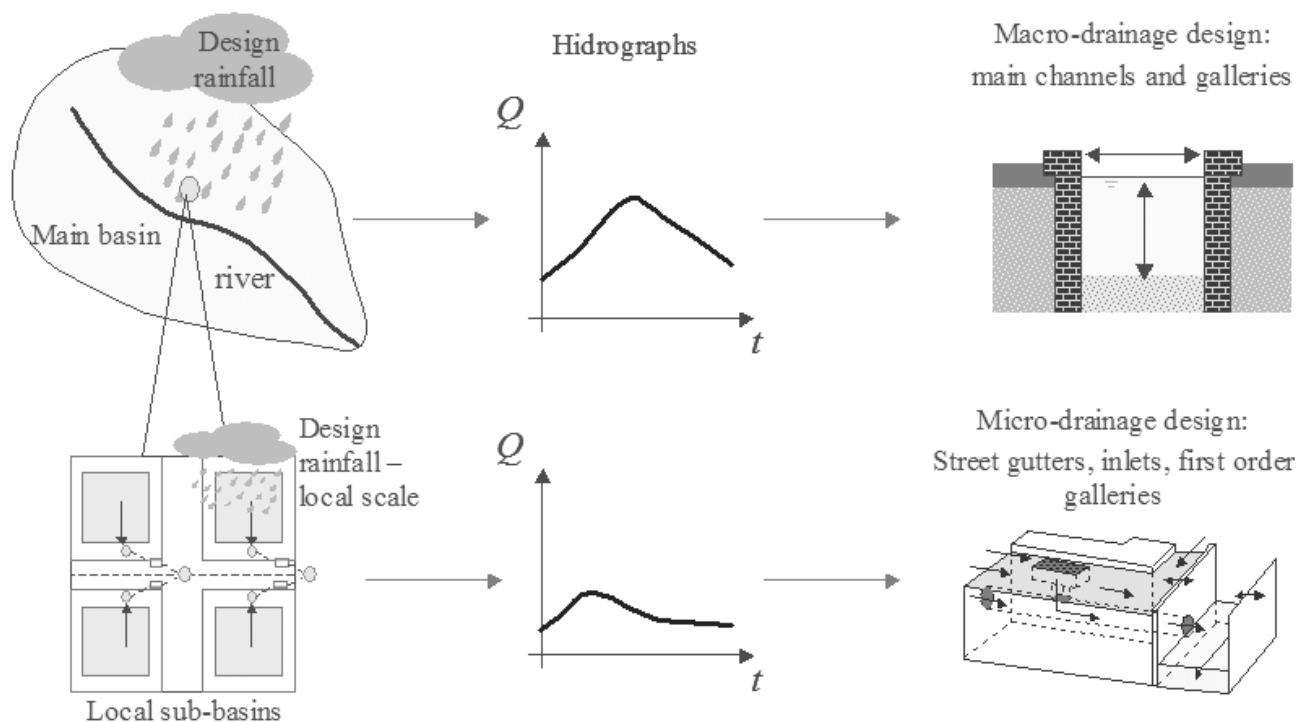 Design
rainfall
Main basin
river
Hidrographs
Q
t
Macro-drainage design:
main channels and galleries
Design
rainfall –
local scale
Local sub-basins
Q
t
Micro-drainage design:
Street gutters, inlets, first order
galleries